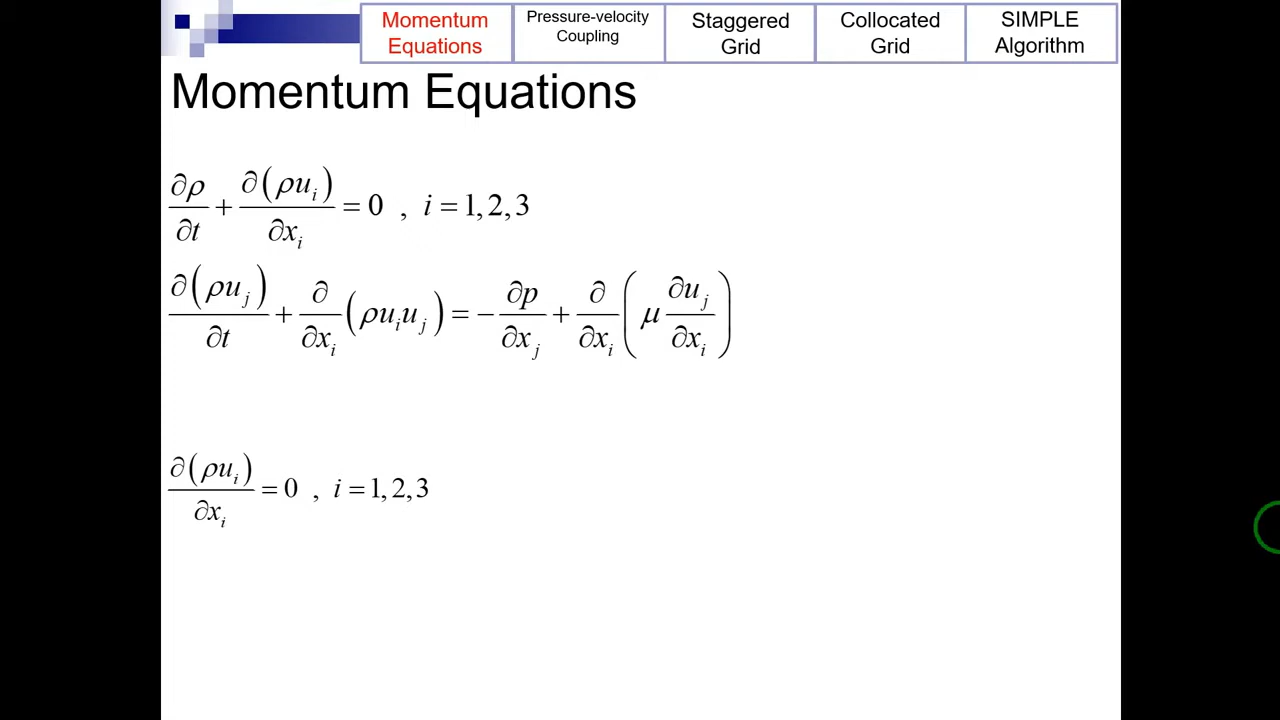 Momentum Equations
Pressure-velocity Coupling
Staggered Grid
Collocated Grid
SIMPLE Algorithm
Momentum Equations
∂ρ/∂t + ∂(ρu_i)/∂x_i = 0 , i = 1, 2, 3
∂(ρu_j)/∂t + ∂/∂x_i (ρu_i u_j) = − ∂p/∂x_j + ∂/∂x_i (μ ∂u_j/∂x_i)
∂(ρu_i)/∂x_i = 0 , i = 1, 2, 3